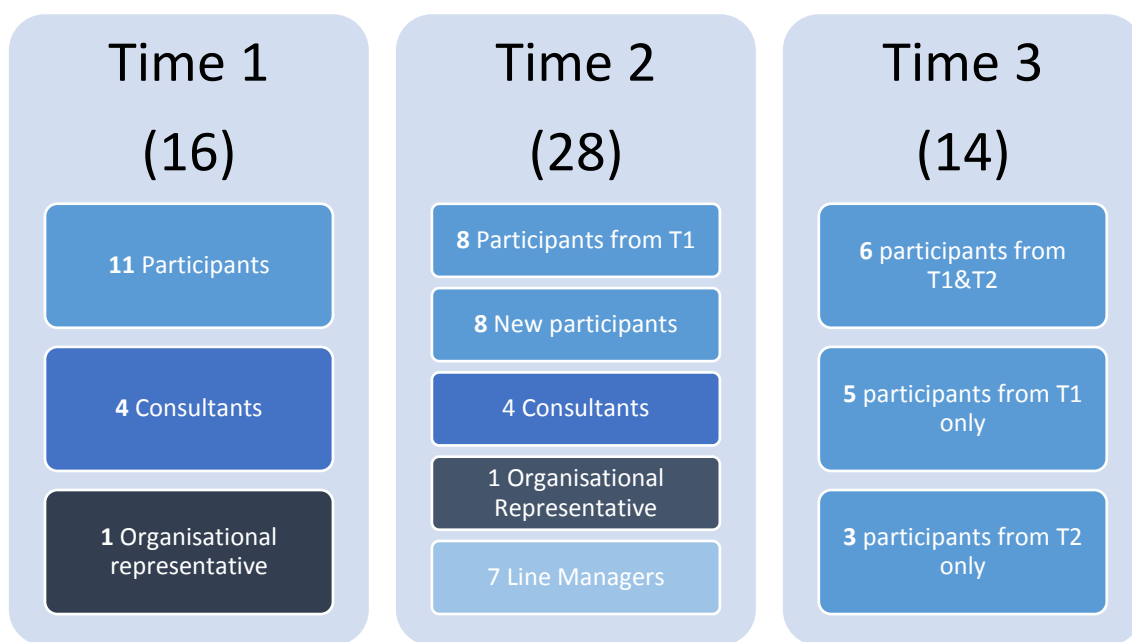 Time 1
(16)
11 Participants
4 Consultants
1 Organisational
representative
Time 2
(28)
8 Participants from T1
8 New participants
4 Consultants
1 Organisational
Representative
7 Line Managers
Time 3
(14)
6 participants from
T1&T2
5 participants from T1
only
3 participants from T2
only